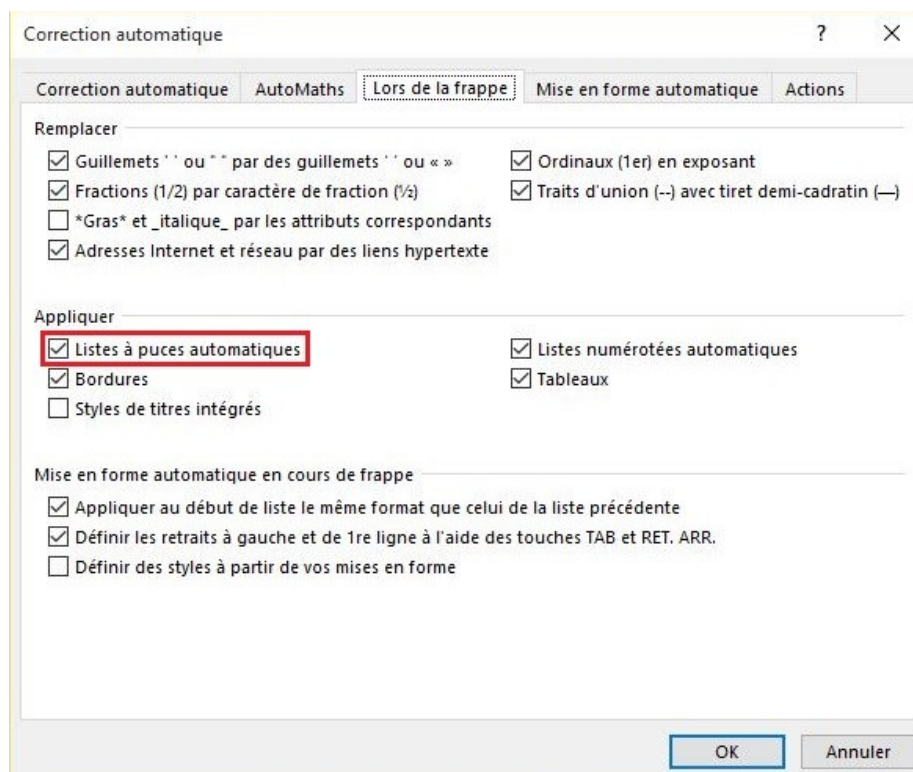 Correction automatique ? ×
Correction automatique AutoMaths Lors de la frappe Mise en forme automatique Actions
Remplacer
Guillemets ' ' ou " " par des guillemets ' ' ou « »
Ordinaux (1er) en exposant
Fractions (1/2) par caractère de fraction (½)
Traits d'union (--) avec tiret demi-cadratin (—)
*Gras* et _italique_ par les attributs correspondants
Adresses Internet et réseau par des liens hypertexte
Appliquer
Listes à puces automatiques
Listes numérotées automatiques
Bordures
Tableaux
Styles de titres intégrés
Mise en forme automatique en cours de frappe
Appliquer au début de liste le même format que celui de la liste précédente
Définir les retraits à gauche et de 1re ligne à l'aide des touches TAB et RET. ARR.
Définir des styles à partir de vos mises en forme
OK Annuler